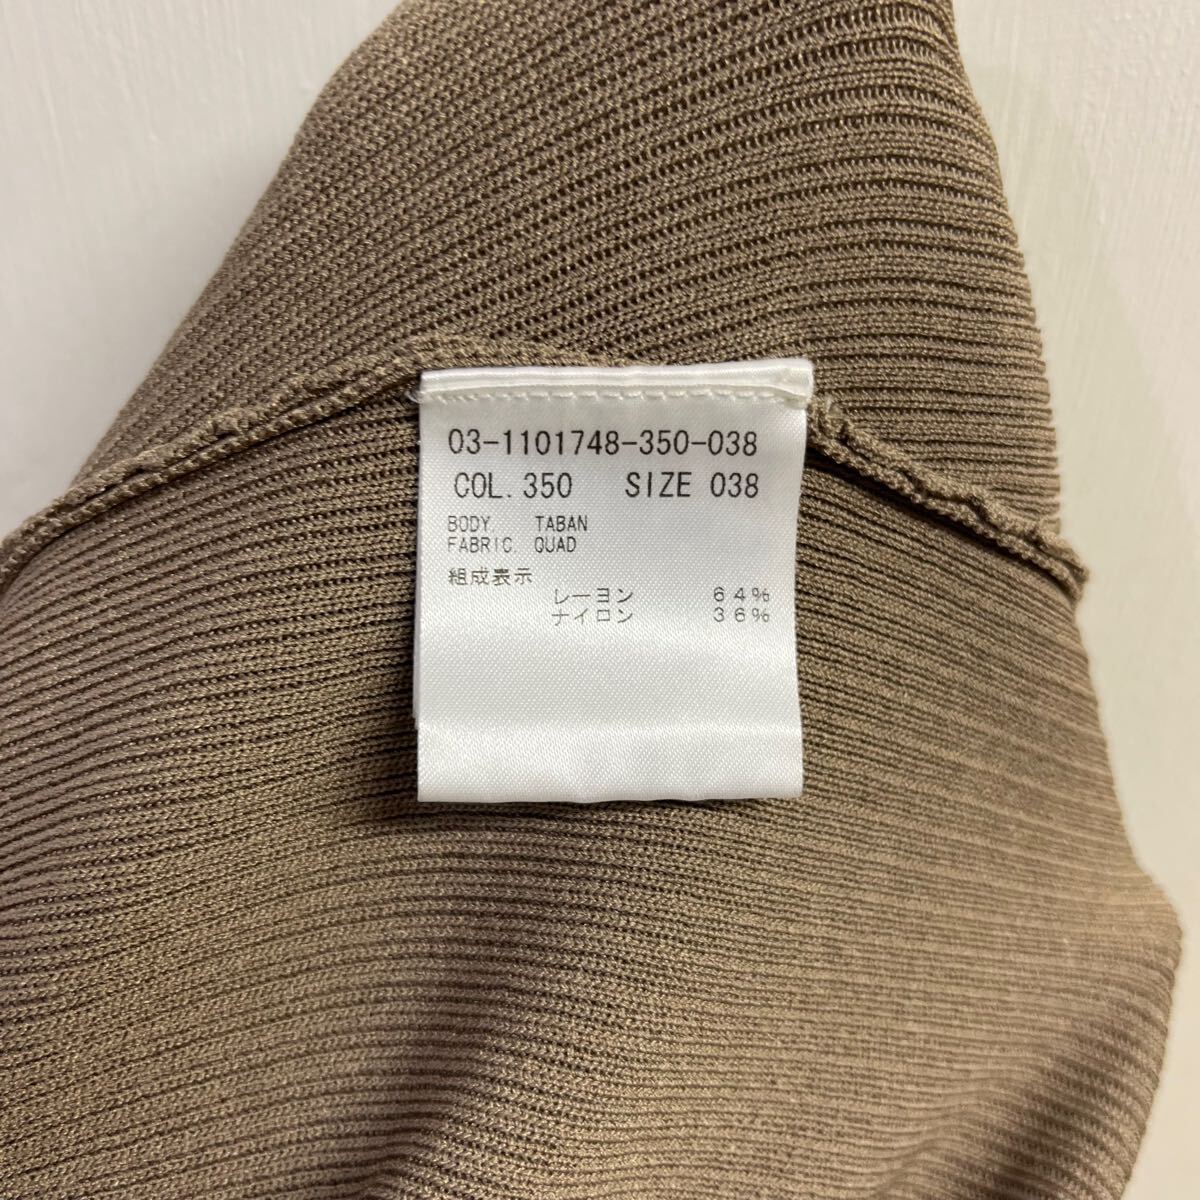 03-1101748-350-038
COL. 350 SIZE 038
BODY. TABAN
FABRIC. QUAD
組成表示
レーヨン 64%
ナイロン 36%